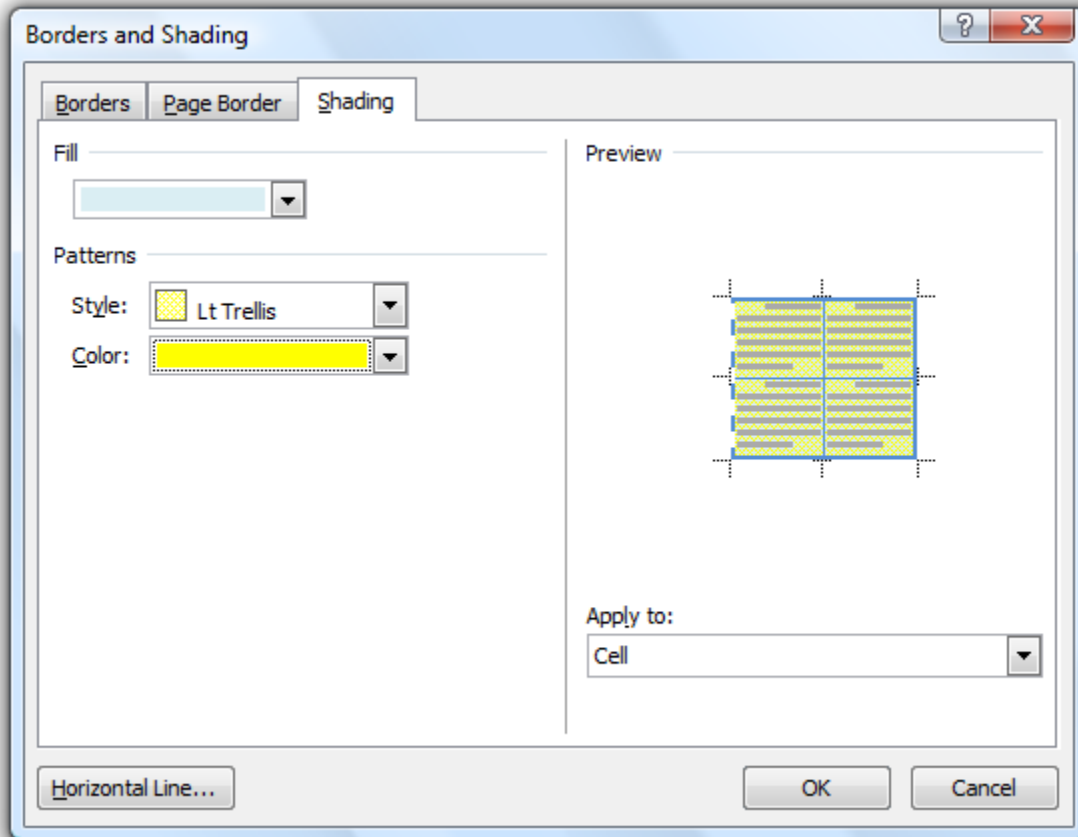 Borders and Shading
Borders
Page Border
Shading
Fill
Patterns
Style:
Lt Trellis
Color:
Preview
Apply to:
Cell
Horizontal Line...
OK
Cancel